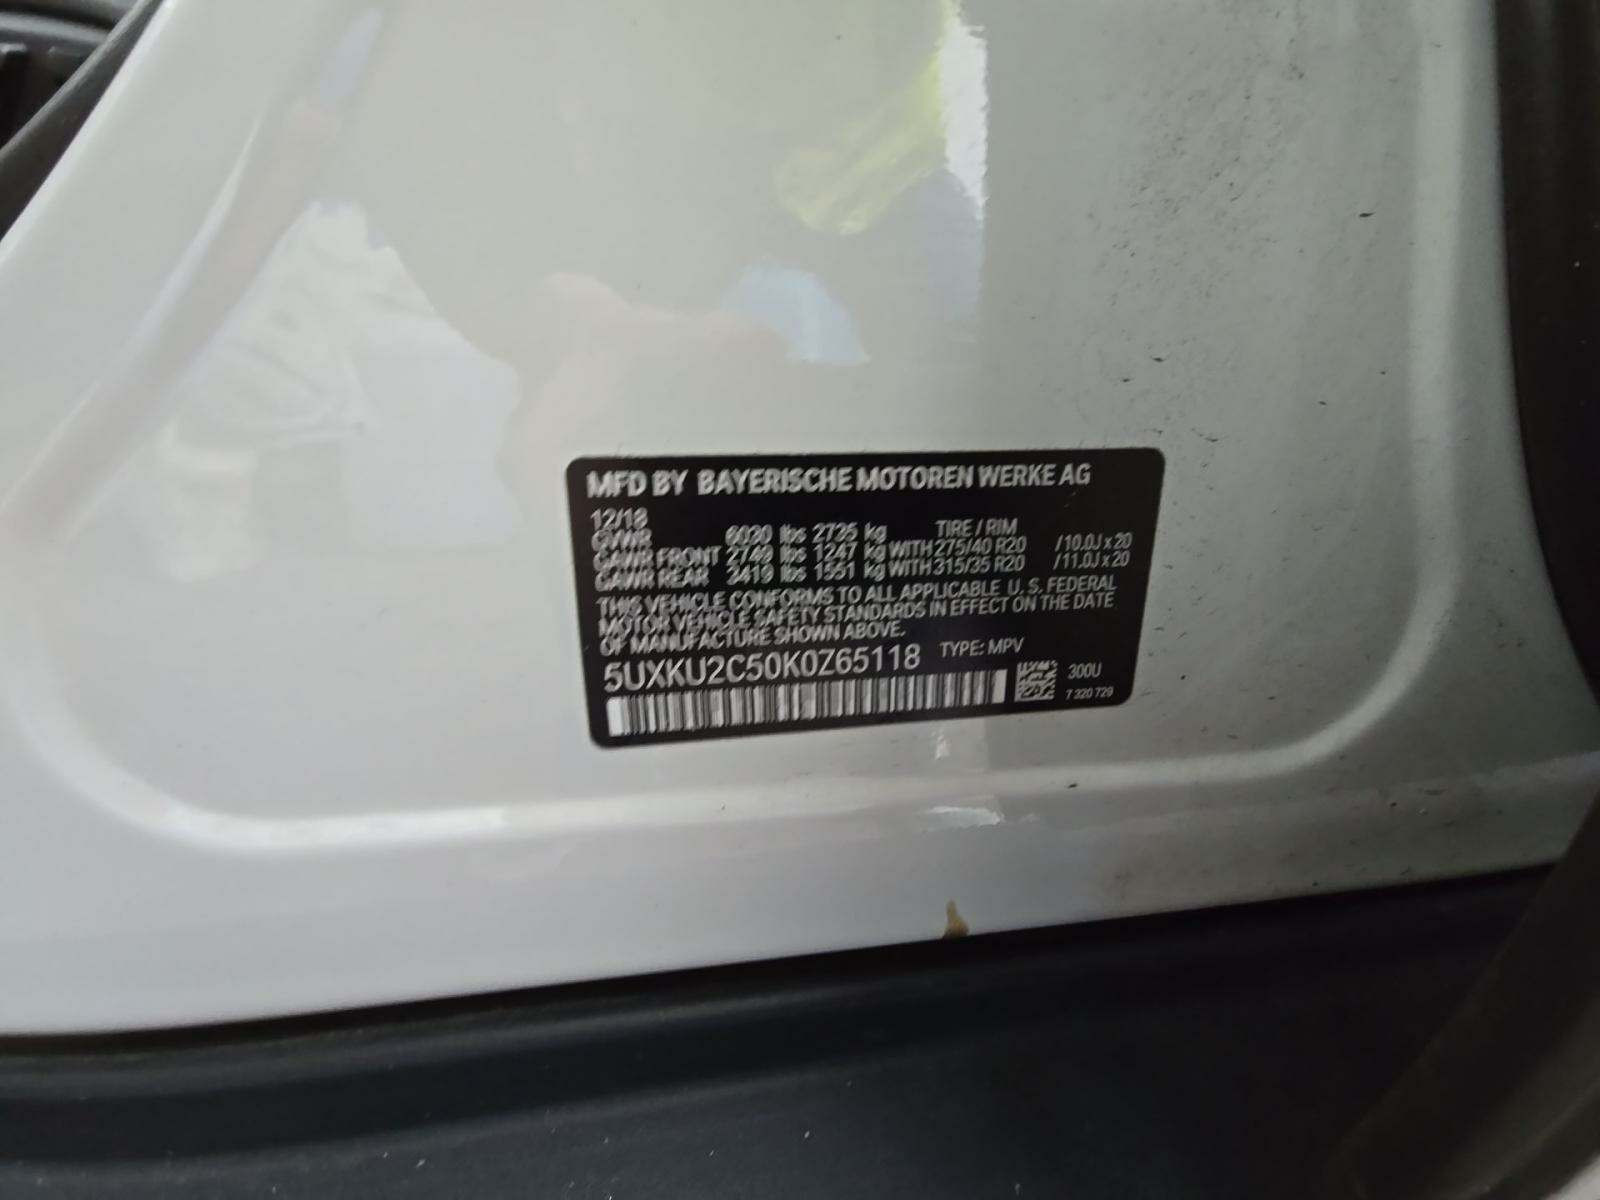 MFD BY BAYERISCHE MOTOREN WERKE AG
12/18
GVWR 6030 lbs 2735 kg TIRE / RIM
GAWR FRONT 2749 lbs 1247 kg WITH 275/40 R20 / 10.0J x 20
GAWR REAR 3419 lbs 1551 kg WITH 315/35 R20 / 11.0J x 20
THIS VEHICLE CONFORMS TO ALL APPLICABLE U. S. FEDERAL
MOTOR VEHICLE SAFETY STANDARDS IN EFFECT ON THE DATE
OF MANUFACTURE SHOWN ABOVE.
5UXKU2C50K0Z65118 TYPE: MPV
300U
7 320 729